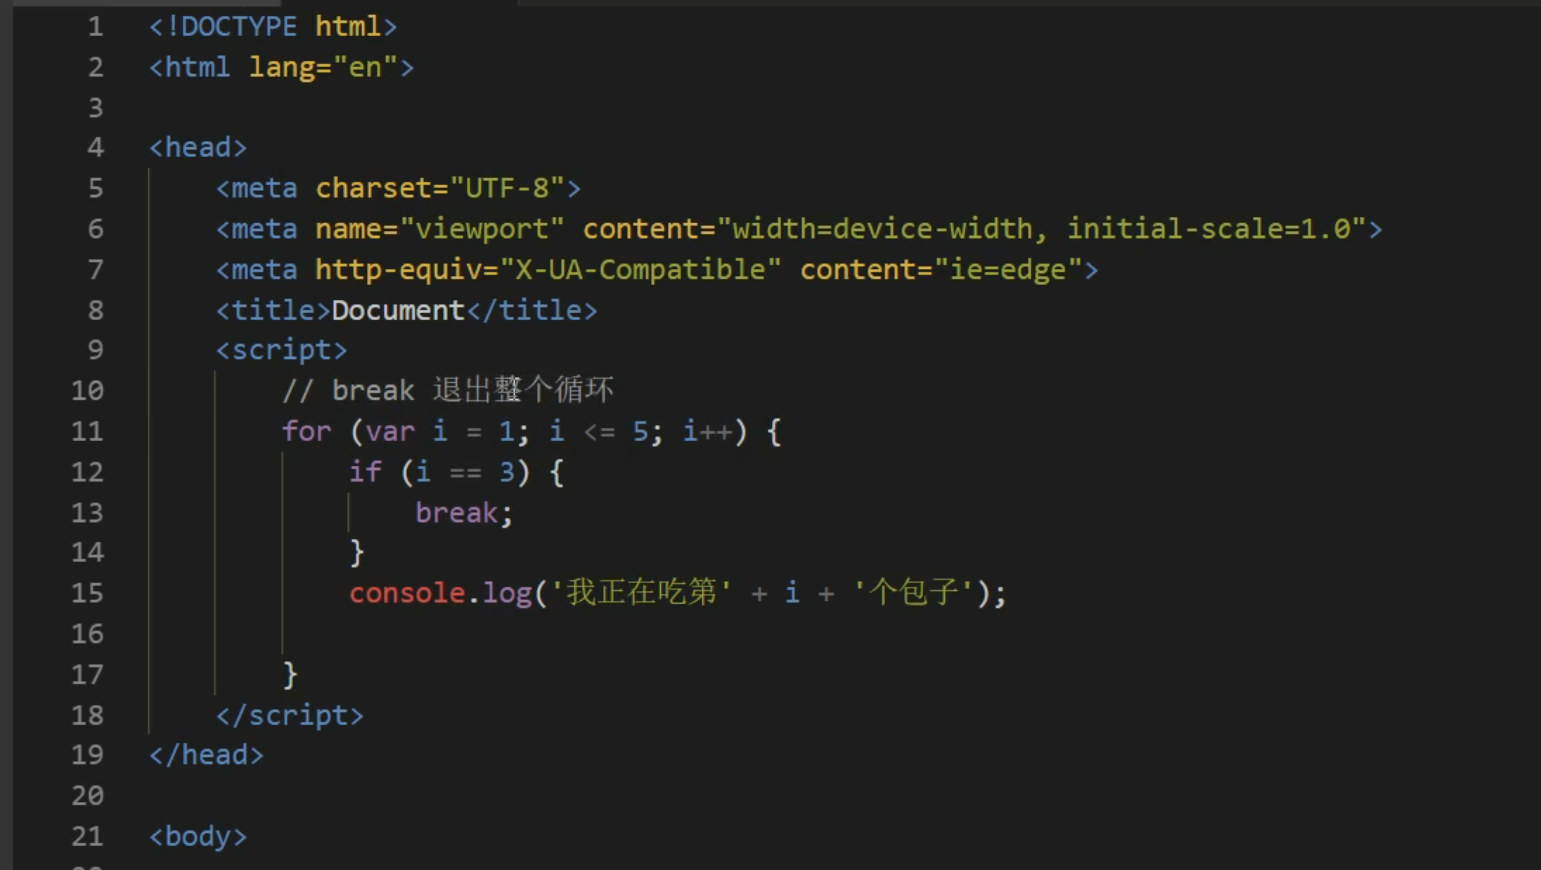 1 <!DOCTYPE html>
2 <html lang="en">
3
4 <head>
5 <meta charset="UTF-8">
6 <meta name="viewport" content="width=device-width, initial-scale=1.0">
7 <meta http-equiv="X-UA-Compatible" content="ie=edge">
8 <title>Document</title>
9 <script>
10 // break 退出整个循环
11 for (var i = 1; i <= 5; i++) {
12 if (i == 3) {
13 break;
14 }
15 console.log('我正在吃第' + i + '个包子');
16
17 }
18 </script>
19 </head>
20
21 <body>